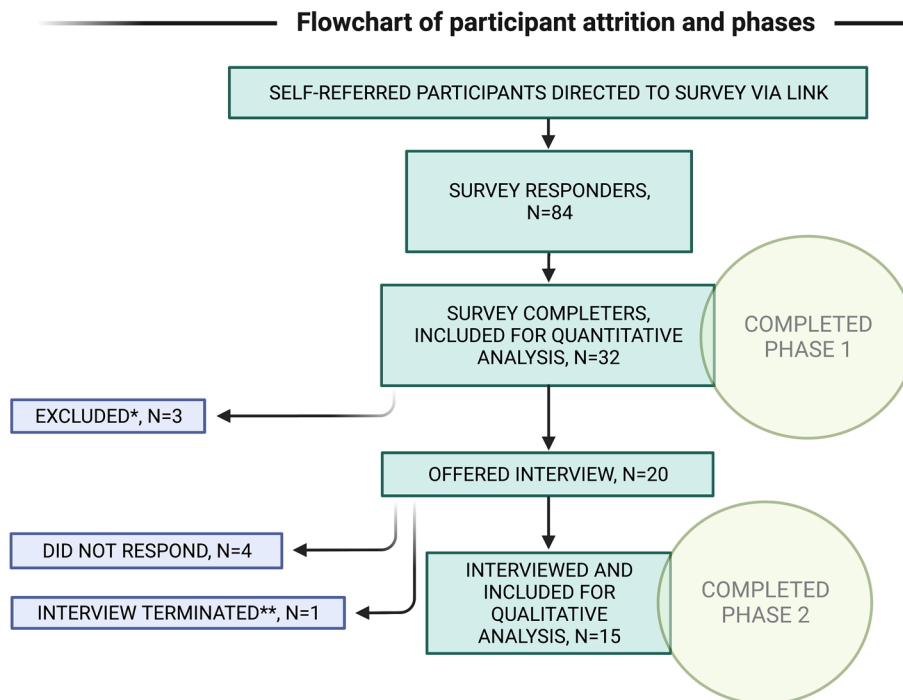 Flowchart of participant attrition and phases
SELF-REFERRED PARTICIPANTS DIRECTED TO SURVEY VIA LINK
SURVEY RESPONDERS,
N=84
SURVEY COMPLETERS,
INCLUDED FOR QUANTITATIVE
ANALYSIS, N=32
COMPLETED
PHASE 1
EXCLUDED*, N=3
OFFERED INTERVIEW, N=20
DID NOT RESPOND, N=4
INTERVIEW TERMINATED**, N=1
INTERVIEWED AND
INCLUDED FOR
QUALITATIVE
ANALYSIS, N=15
COMPLETED
PHASE 2